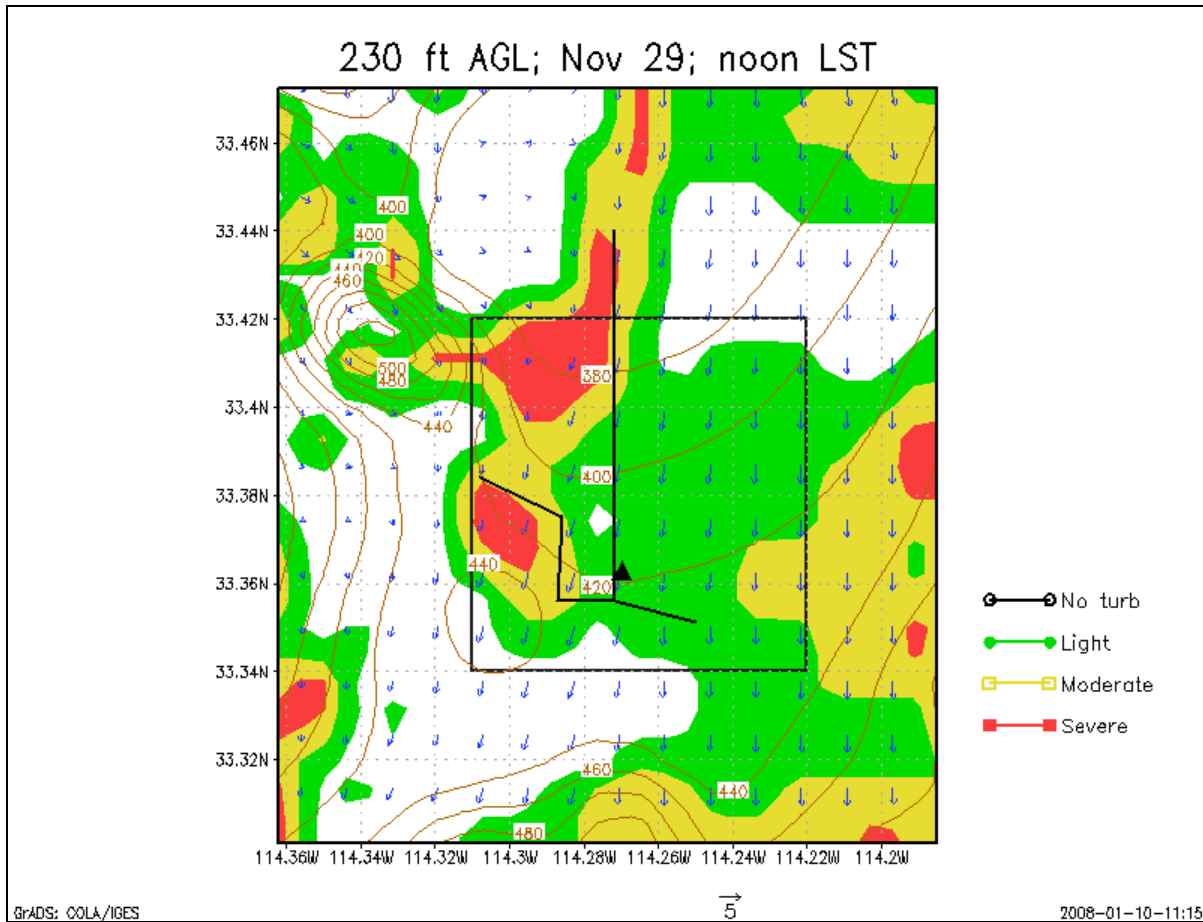 230 ft AGL; Nov 29; noon LST
33.46N
33.44N
33.42N
33.4N
33.38N
33.36N
33.34N
33.32N
400
400
420
440
460
500
480
380
440
400
440
420
460
440
480
114.36W 114.34W 114.32W 114.3W 114.28W 114.26W 114.24W 114.22W 114.2W
No turb
Light
Moderate
Severe
5
GrADS: COLA/IGES
2008-01-10-11:15